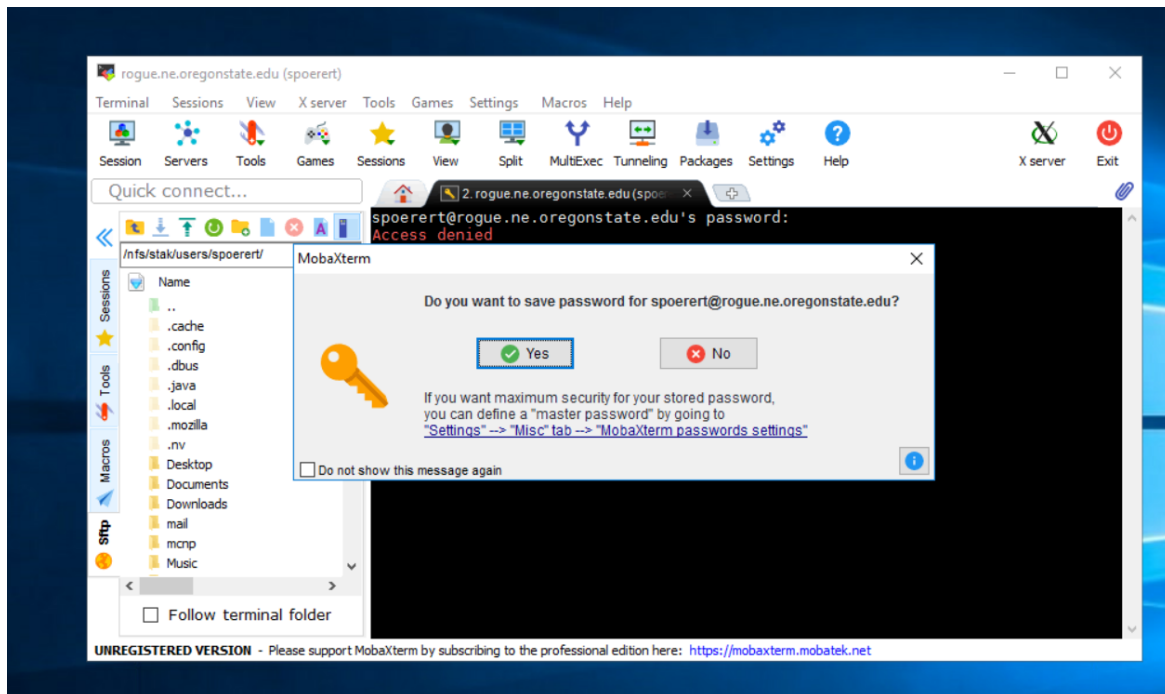 rogue.ne.oregonstate.edu (spoerert)
Terminal Sessions View X server Tools Games Settings Macros Help
Session Servers Tools Games Sessions View Split MultiExec Tunneling Packages Settings Help X server Exit
Quick connect...
2. rogue.ne.oregonstate.edu (spoer
spoerert@rogue.ne.oregonstate.edu's password:
Access denied
/nfs/stak/users/spoerert/
Name
..
.cache
.config
.dbus
.java
.local
.mozilla
.nv
Desktop
Documents
Downloads
mail
mcnp
Music
Sessions
Tools
Macros
Sftp
MobaXterm
Do you want to save password for spoerert@rogue.ne.oregonstate.edu?
Yes
No
If you want maximum security for your stored password,
you can define a "master password" by going to
"Settings" --> "Misc" tab --> "MobaXterm passwords settings"
Do not show this message again
Follow terminal folder
UNREGISTERED VERSION - Please support MobaXterm by subscribing to the professional edition here: https://mobaxterm.mobatek.net